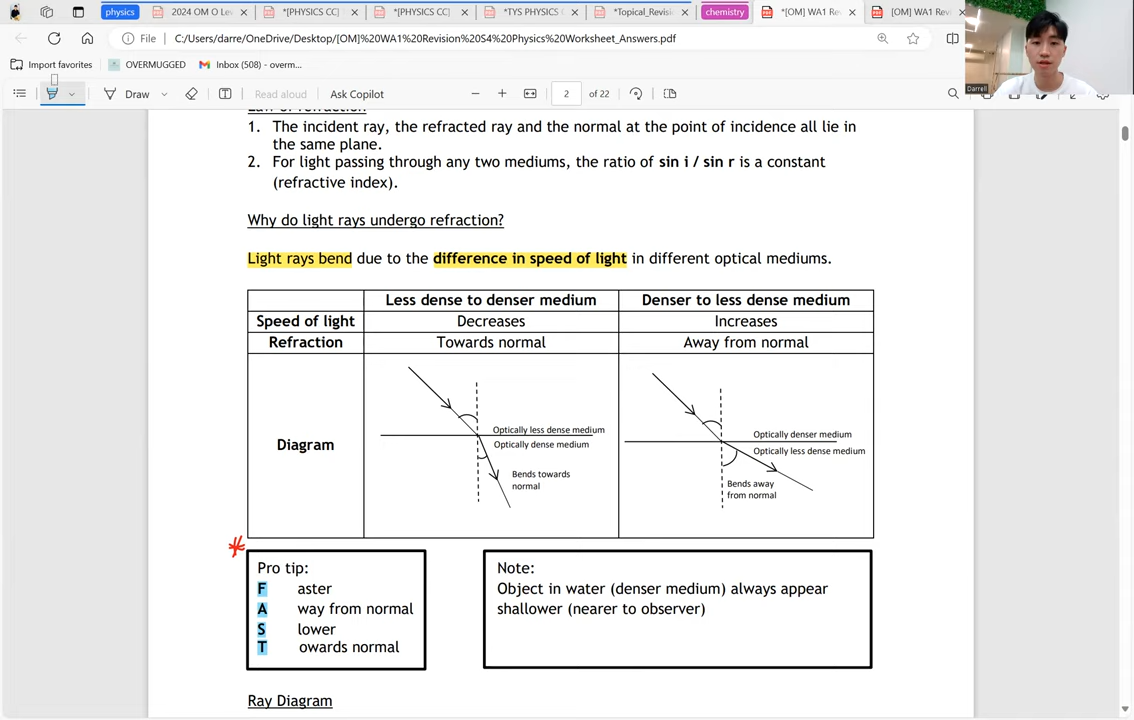 physics
2024 OM O Le
*[PHYSICS CC]
*[PHYSICS CC]
*TYS PHYSICS
*Topical_Revis
chemistry
*[OM] WA1 Re
[OM] WA1 Revi
File
C:/Users/darre/OneDrive/Desktop/[OM]%20WA1%20Revision%20S4%20Physics%20Worksheet_Answers.pdf
Import favorites
OVERMUGGED
Inbox (508) - overm...
Draw
Read aloud
Ask Copilot
2
of 22
Darrell
Law of refraction
1. The incident ray, the refracted ray and the normal at the point of incidence all lie in
the same plane.
2. For light passing through any two mediums, the ratio of sin i / sin r is a constant
(refractive index).
Why do light rays undergo refraction?
Light rays bend due to the difference in speed of light in different optical mediums.
Less dense to denser medium
Denser to less dense medium
Speed of light
Decreases
Increases
Refraction
Towards normal
Away from normal
Diagram
Optically less dense medium
Optically dense medium
Bends towards
normal
Optically denser medium
Optically less dense medium
Bends away
from normal
Pro tip:
F aster
A way from normal
S lower
T owards normal
Note:
Object in water (denser medium) always appear
shallower (nearer to observer)
Ray Diagram